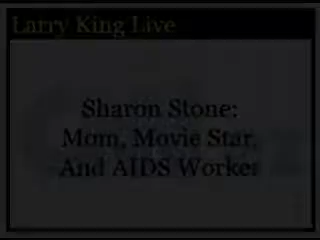 Larry King Live
Sharon Stone:
Mom, Movie Star,
And AIDS Worker